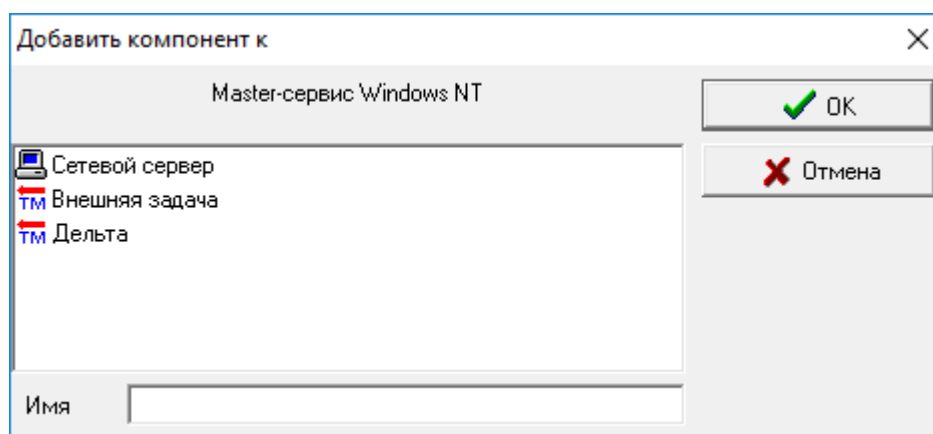 Добавить компонент к
Master-сервис Windows NT
OK
Сетевой сервер
Отмена
ТМ Внешняя задача
ТМ Дельта
Имя